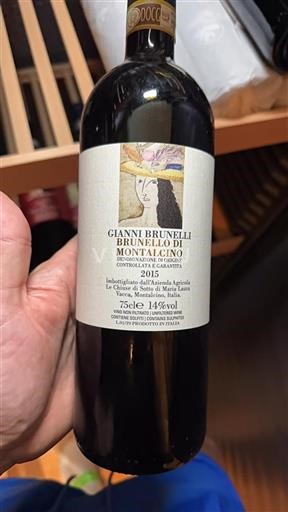 DOCG
GIANNI BRUNELLI
BRUNELLO DI
MONTALCINO
DENOMINAZIONE DI ORIGINE
CONTROLLATA E GARANTITA
2015
imbottigliato dall'Azienda Agricola
Le Chiuse di Sotto di Maria Laura
Vacca, Montalcino, Italia.
75cl e 14%vol
VINO NON FILTRATO | UNFILTERED WINE
CONTIENE SOLFITI | CONTAINS SULPHITES
PRODOTTO IN ITALIA